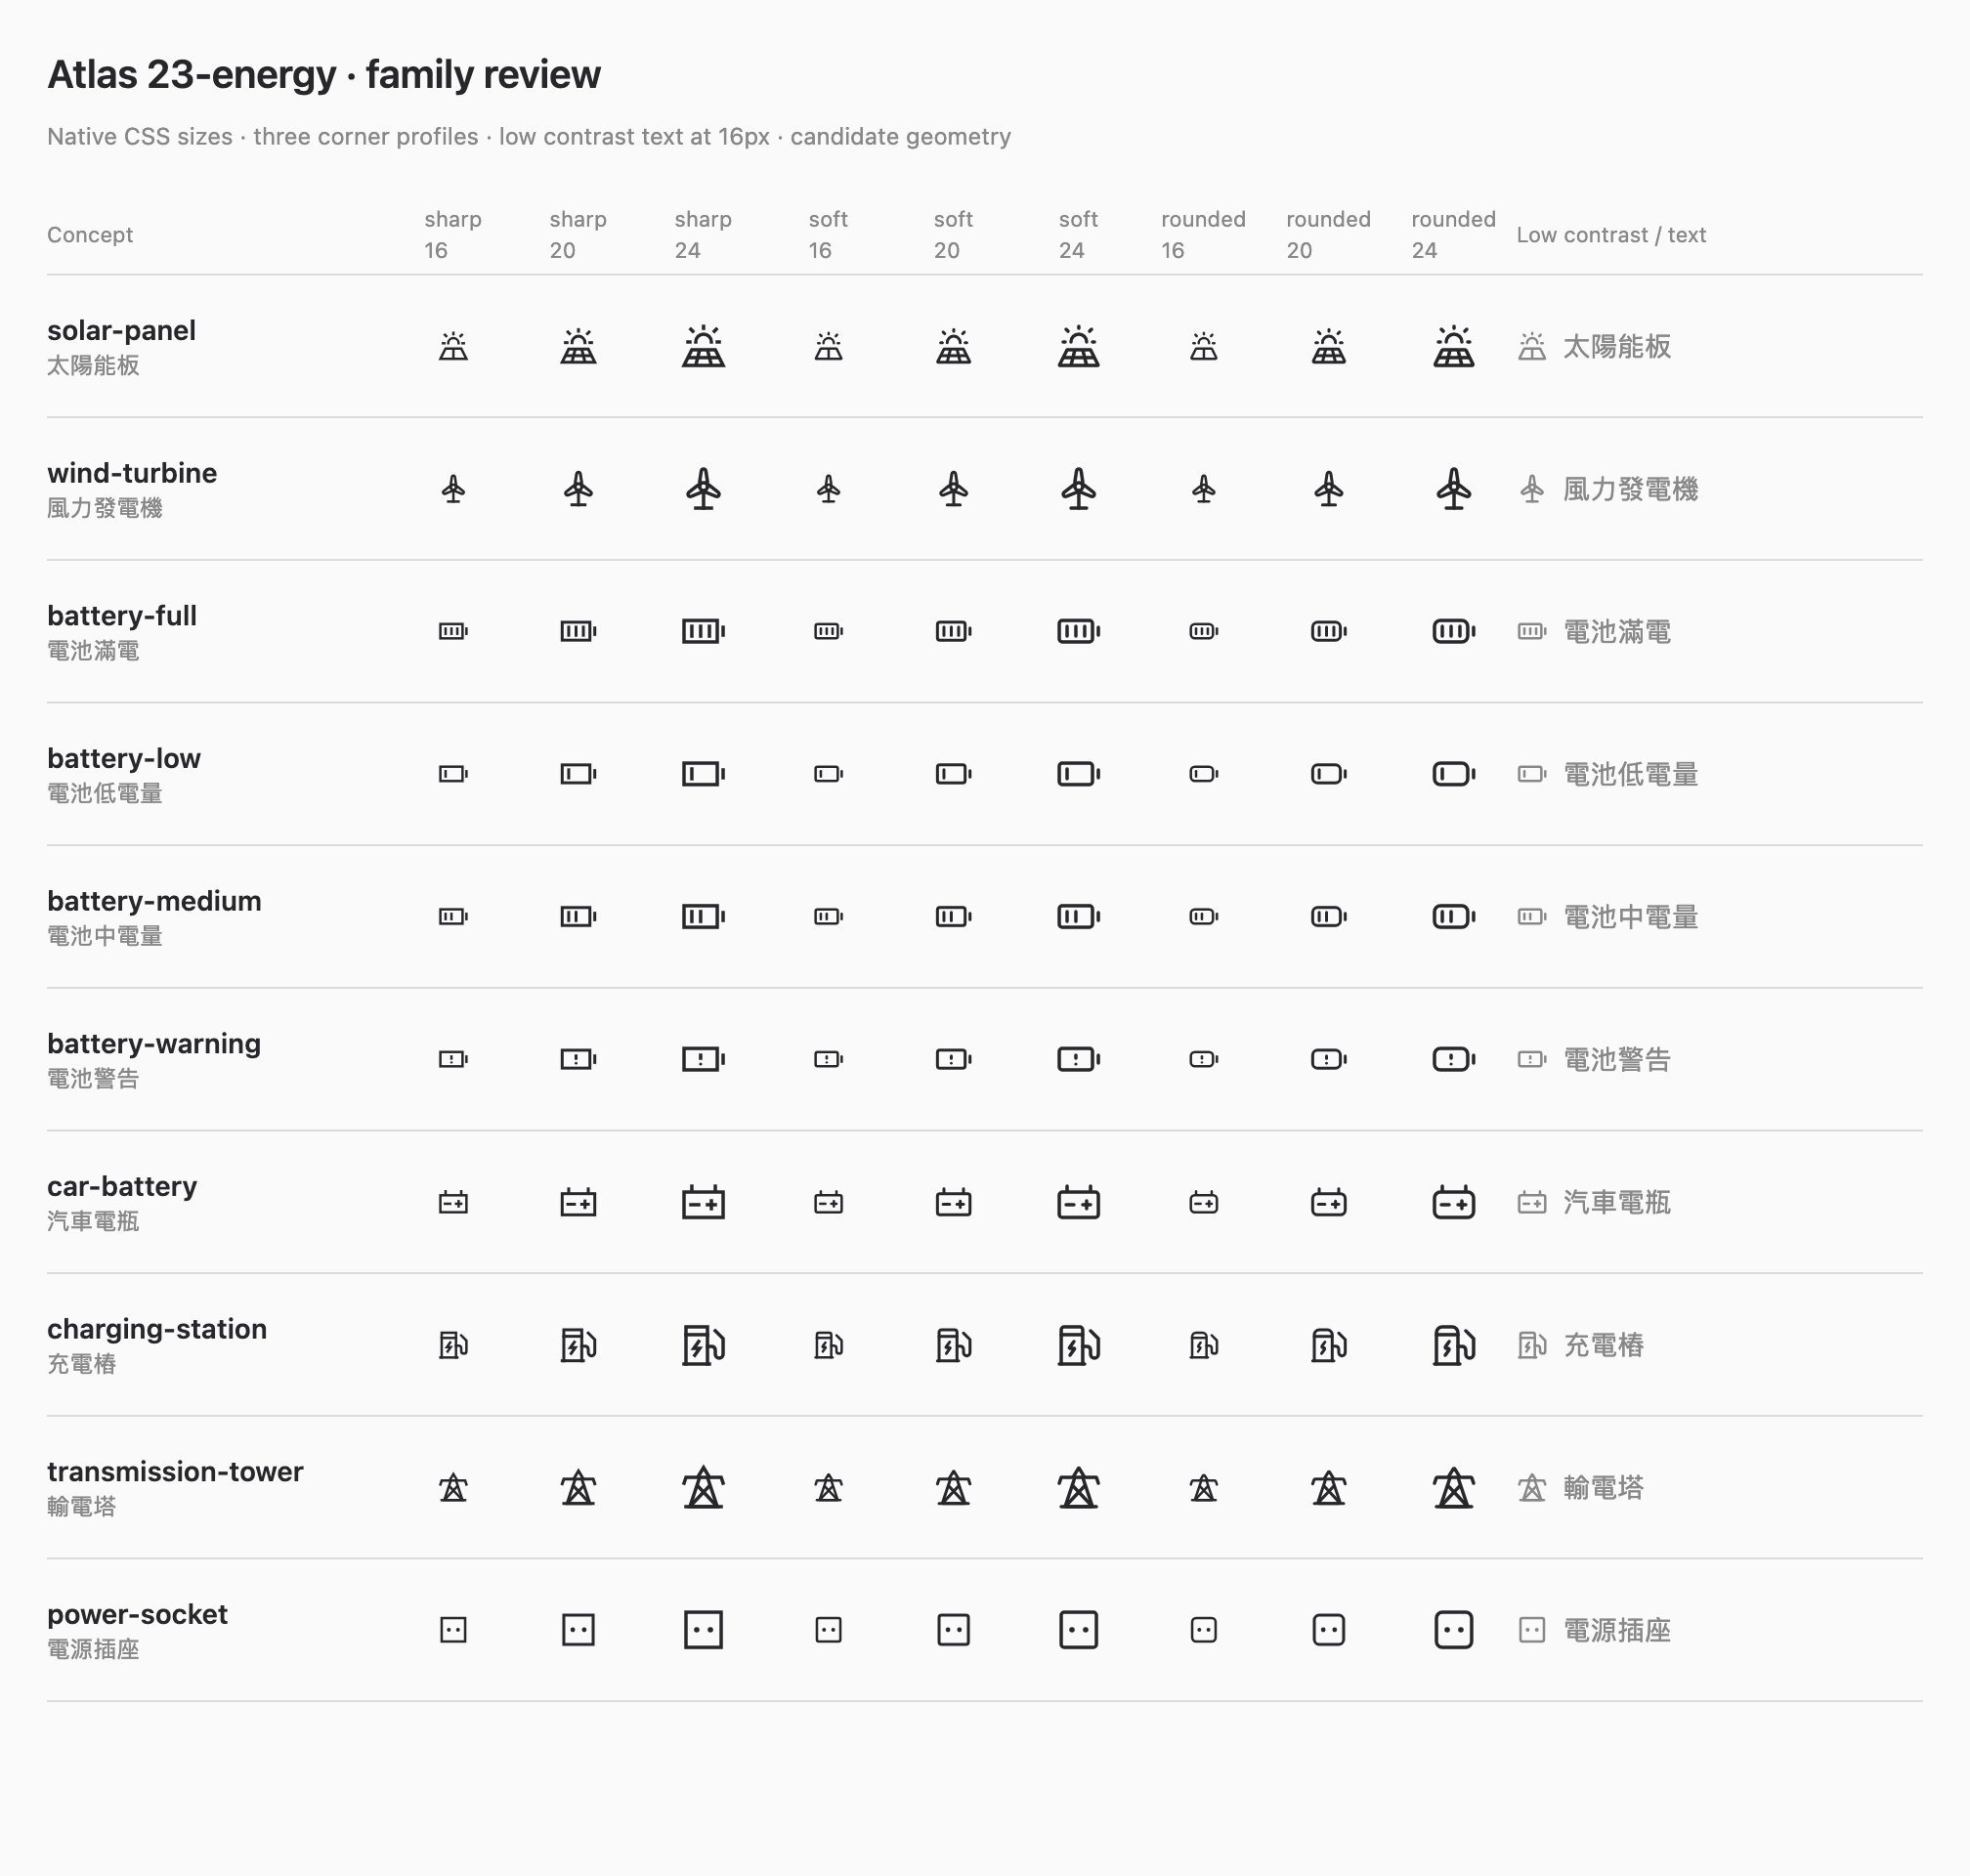 Atlas 23-energy · family review
Native CSS sizes · three corner profiles · low contrast text at 16px · candidate geometry
Concept
sharp 16
sharp 20
sharp 24
soft 16
soft 20
soft 24
rounded 16
rounded 20
rounded 24
Low contrast / text
solar-panel
太陽能板
太陽能板
wind-turbine
風力發電機
風力發電機
battery-full
電池滿電
電池滿電
battery-low
電池低電量
電池低電量
battery-medium
電池中電量
電池中電量
battery-warning
電池警告
電池警告
car-battery
汽車電瓶
汽車電瓶
charging-station
充電樁
充電樁
transmission-tower
輸電塔
輸電塔
power-socket
電源插座
電源插座